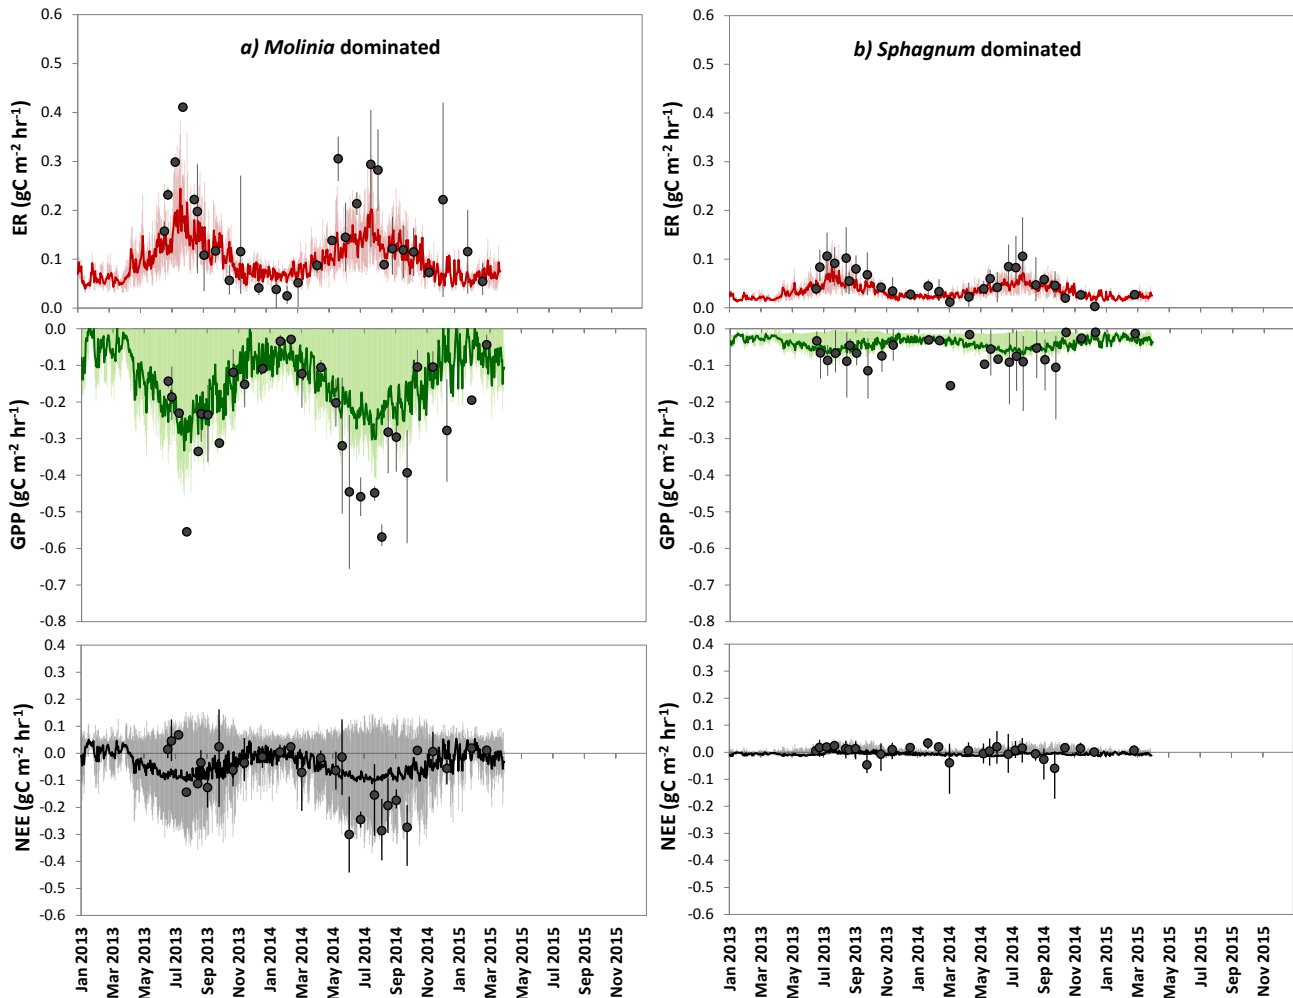 a) Molinia dominated
ER (gC m-2 hr-1)
0.6
0.5
0.4
0.3
0.2
0.1
0.0
b) Sphagnum dominated
ER (gC m-2 hr-1)
0.6
0.5
0.4
0.3
0.2
0.1
0.0
GPP (gC m-2 hr-1)
0.0
-0.1
-0.2
-0.3
-0.4
-0.5
-0.6
-0.7
-0.8
GPP (gC m-2 hr-1)
0.0
-0.1
-0.2
-0.3
-0.4
-0.5
-0.6
-0.7
-0.8
NEE (gC m-2 hr-1)
0.4
0.3
0.2
0.1
0.0
-0.1
-0.2
-0.3
-0.4
-0.5
-0.6
Jan 2013
Mar 2013
May 2013
Jul 2013
Sep 2013
Nov 2013
Jan 2014
Mar 2014
May 2014
Jul 2014
Sep 2014
Nov 2014
Jan 2015
Mar 2015
May 2015
Jul 2015
Sep 2015
Nov 2015
NEE (gC m-2 hr-1)
0.4
0.3
0.2
0.1
0.0
-0.1
-0.2
-0.3
-0.4
-0.5
-0.6
Jan 2013
Mar 2013
May 2013
Jul 2013
Sep 2013
Nov 2013
Jan 2014
Mar 2014
May 2014
Jul 2014
Sep 2014
Nov 2014
Jan 2015
Mar 2015
May 2015
Jul 2015
Sep 2015
Nov 2015